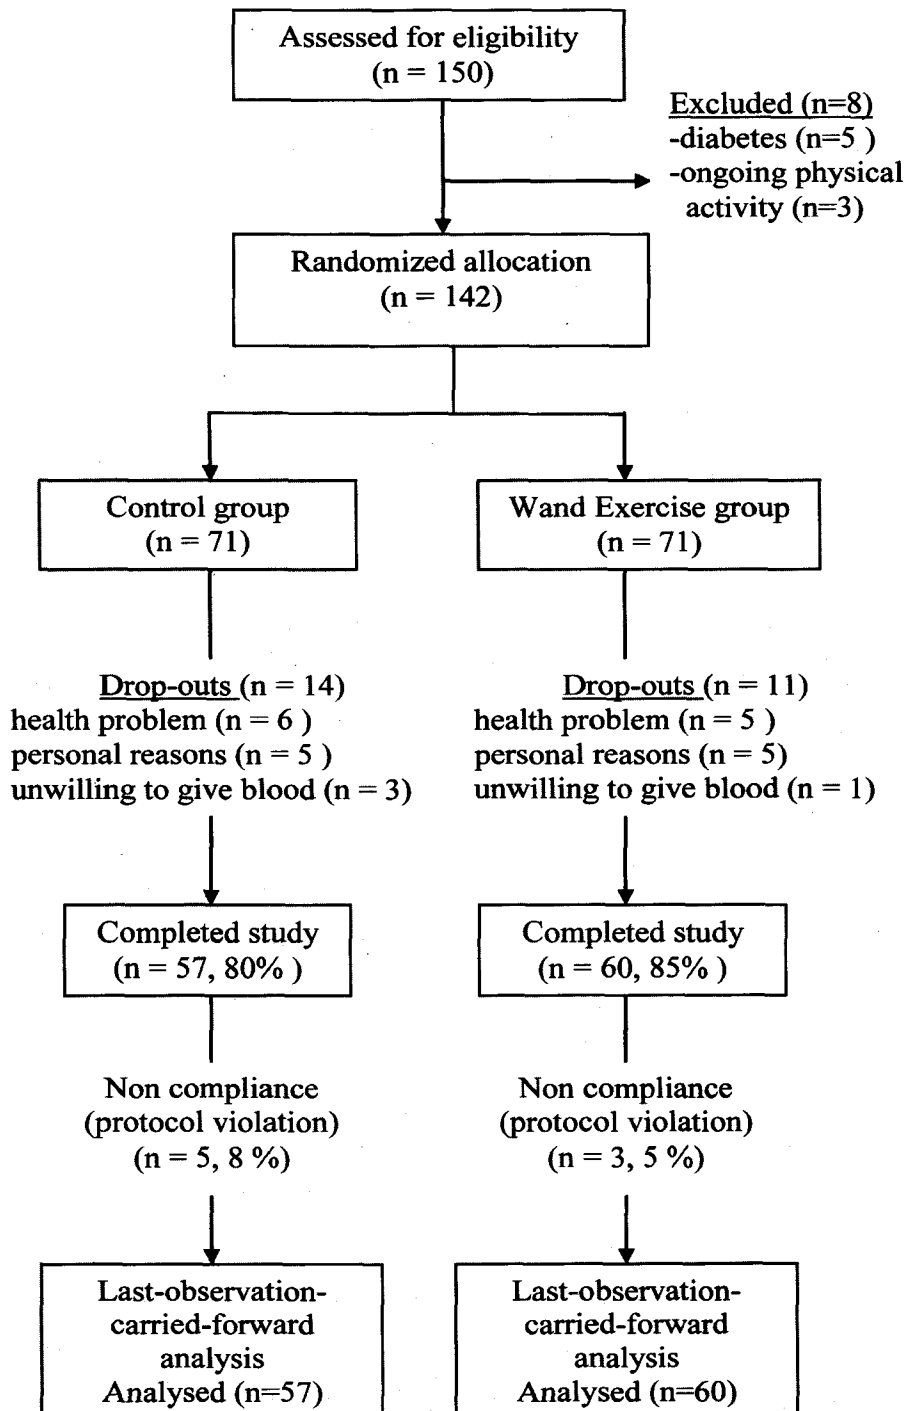 Assessed for eligibility
(n = 150)
Excluded (n=8)
-diabetes (n=5 )
-ongoing physical
activity (n=3)
Randomized allocation
(n = 142)
Control group
(n = 71)
Wand Exercise group
(n = 71)
Drop-outs (n = 14)
health problem (n = 6 )
personal reasons (n = 5 )
unwilling to give blood (n = 3)
Drop-outs (n = 11)
health problem (n = 5 )
personal reasons (n = 5)
unwilling to give blood (n = 1)
Completed study
(n = 57, 80% )
Completed study
(n = 60, 85% )
Non compliance
(protocol violation)
(n = 5, 8 %)
Non compliance
(protocol violation)
(n = 3, 5 %)
Last-observation-
carried-forward
analysis
Analysed (n=57)
Last-observation-
carried-forward
analysis
Analysed (n=60)